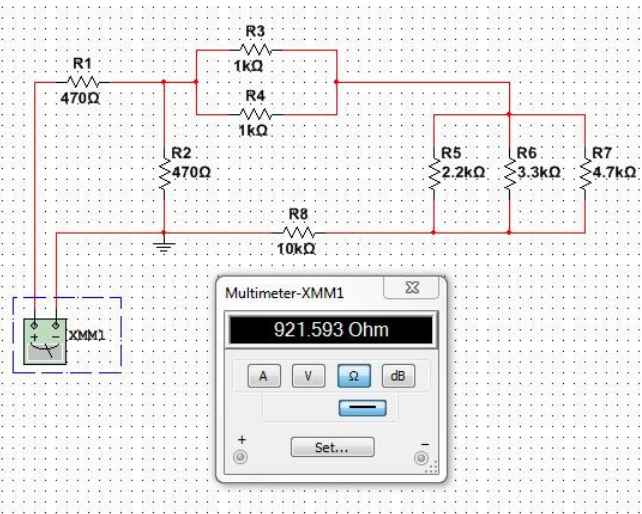 R3
1kΩ
R1
470Ω
R4
1kΩ
R2
470Ω
R5
2.2kΩ
R6
3.3kΩ
R7
4.7kΩ
R8
10kΩ
XMM1
+ −
Multimeter-XMM1
921.593 Ohm
A V Ω dB
+ −
Set...